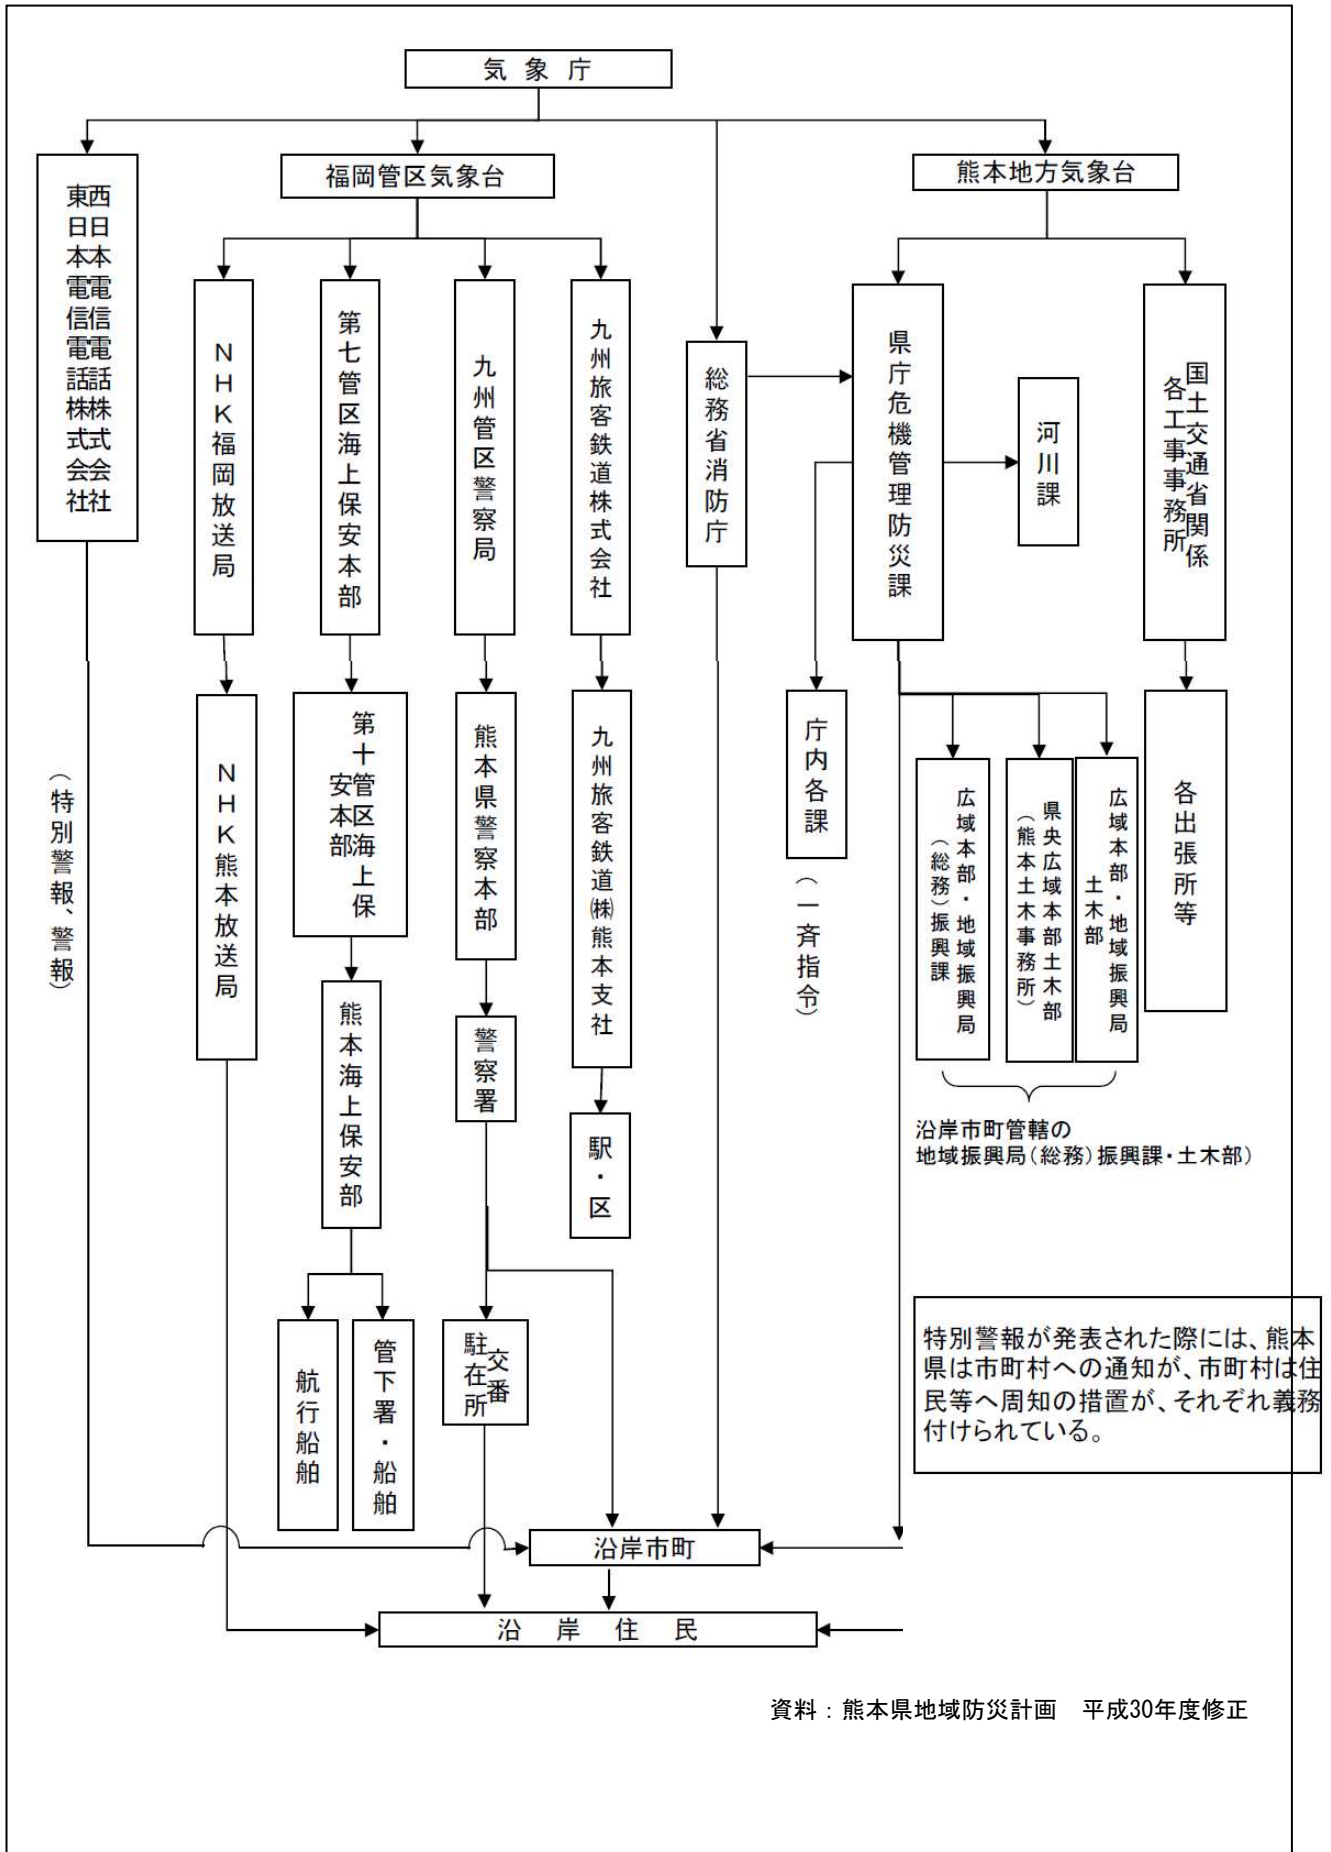 気象庁
東日本電信電話株式会社
西日本電信電話株式会社
福岡管区気象台
熊本地方気象台
NHK福岡放送局
第七管区海上保安本部
九州管区警察局
九州旅客鉄道株式会社
総務省消防庁
県庁危機管理防災課
河川課
国土交通省関係
各工事事務所
(特別警報、警報)
NHK熊本放送局
第十管区海上保
安本部
熊本県警察本部
九州旅客鉄道㈱熊本支社
庁内各課
(一斉指令)
広域本部・地域振興局
(総務)振興課
県央広域本部土木部
(熊本土木事務所)
広域本部・地域振興局
土木部
各出張所等
熊本海上保安部
警察署
駅・区
沿岸市町管轄の
地域振興局(総務)振興課・土木部)
航行船舶
管下署・船舶
交番
駐在所
特別警報が発表された際には、熊本
県は市町村への通知が、市町村は住
民等へ周知の措置が、それぞれ義務
付けられている。
沿岸市町
沿岸住民
資料：熊本県地域防災計画　平成30年度修正